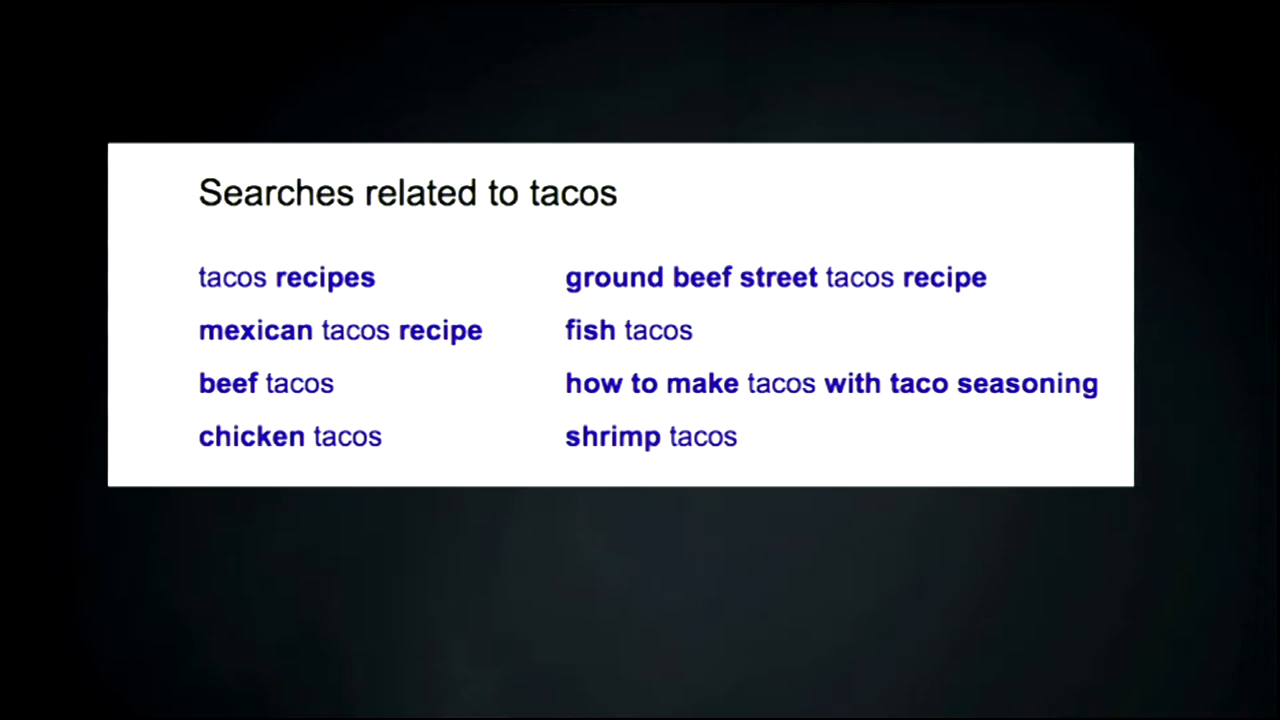 Searches related to tacos
tacos recipes
mexican tacos recipe
beef tacos
chicken tacos
ground beef street tacos recipe
fish tacos
how to make tacos with taco seasoning
shrimp tacos